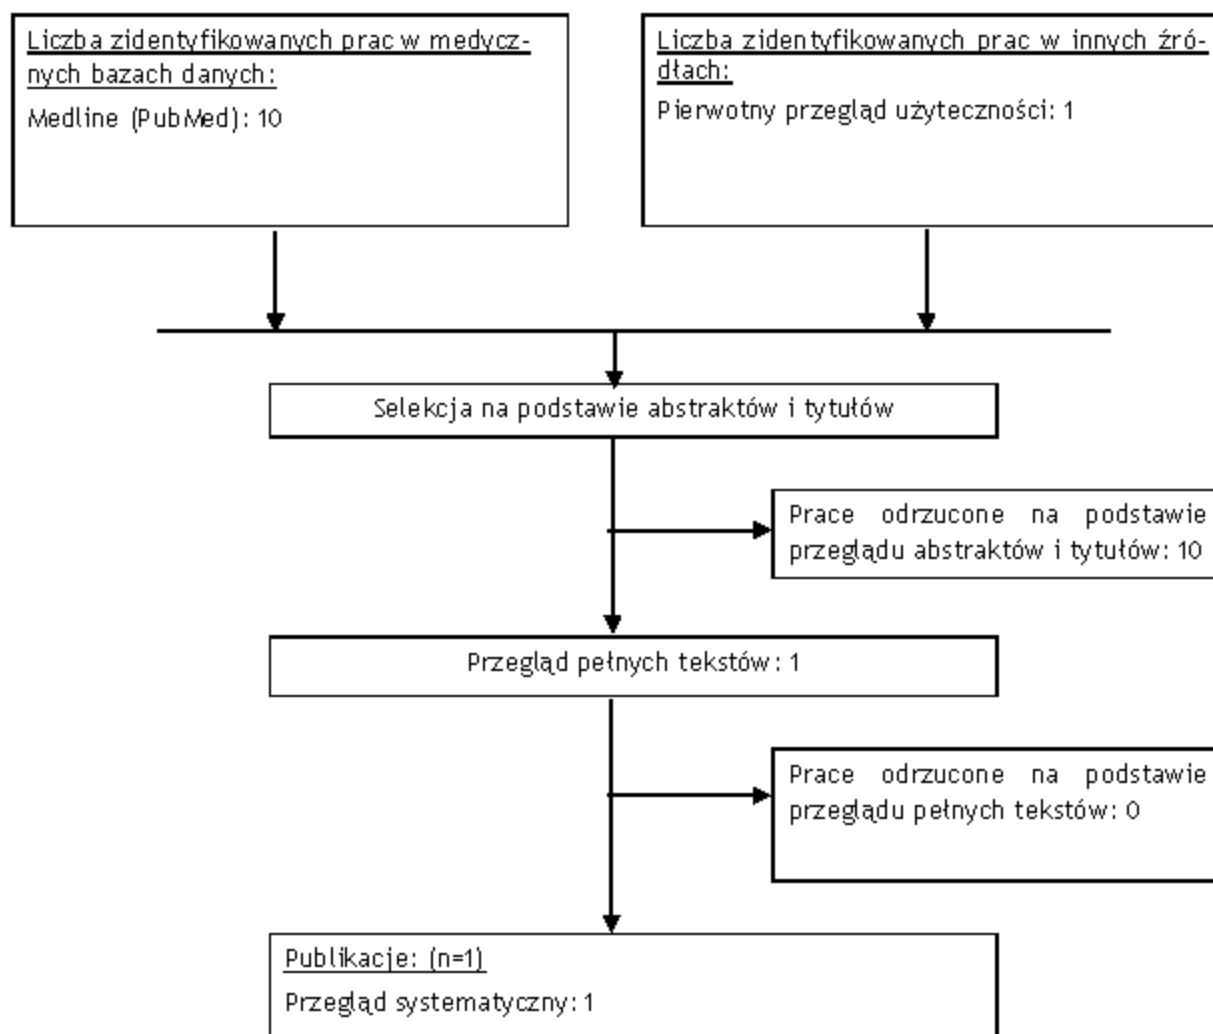 Liczba zidentyfikowanych prac w medycz-
nych bazach danych:
Medline (PubMed): 10
Liczba zidentyfikowanych prac w innych źró-
dłach:
Pierwotny przegląd użyteczności: 1
Selekcja na podstawie abstraktów i tytułów
Prace odrzucone na podstawie
przeglądu abstraktów i tytułów: 10
Przegląd pełnych tekstów: 1
Prace odrzucone na podstawie
przeglądu pełnych tekstów: 0
Publikacje: (n=1)
Przegląd systematyczny: 1